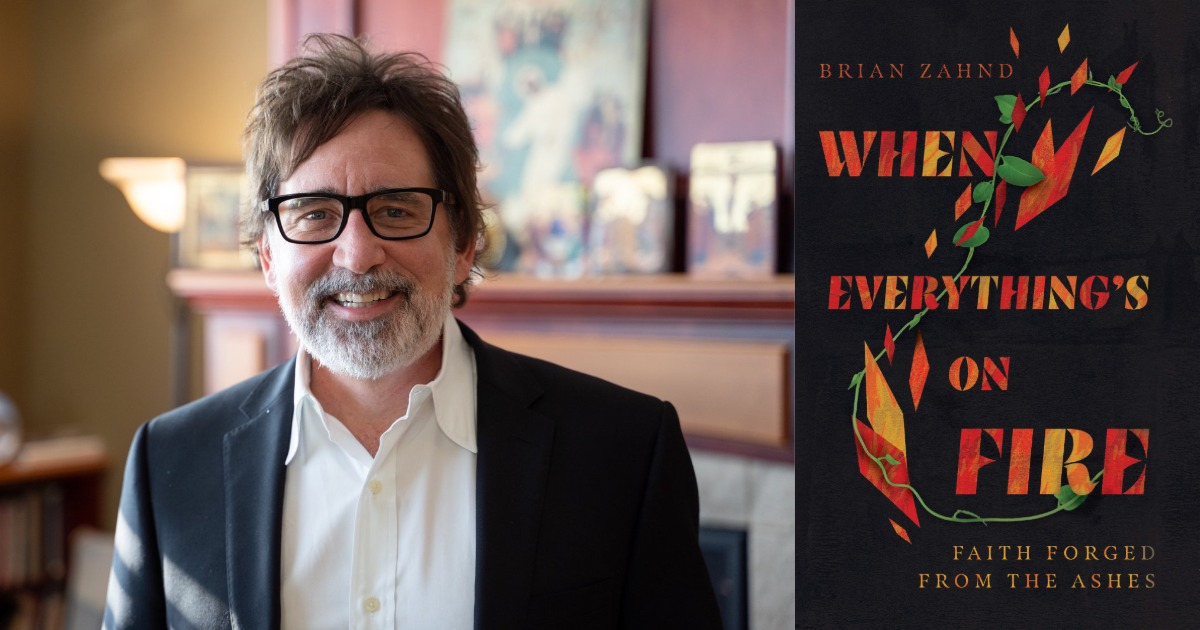 BRIAN ZAHND
WHEN
EVERYTHING'S
ON
FIRE
FAITH FORGED
FROM THE ASHES